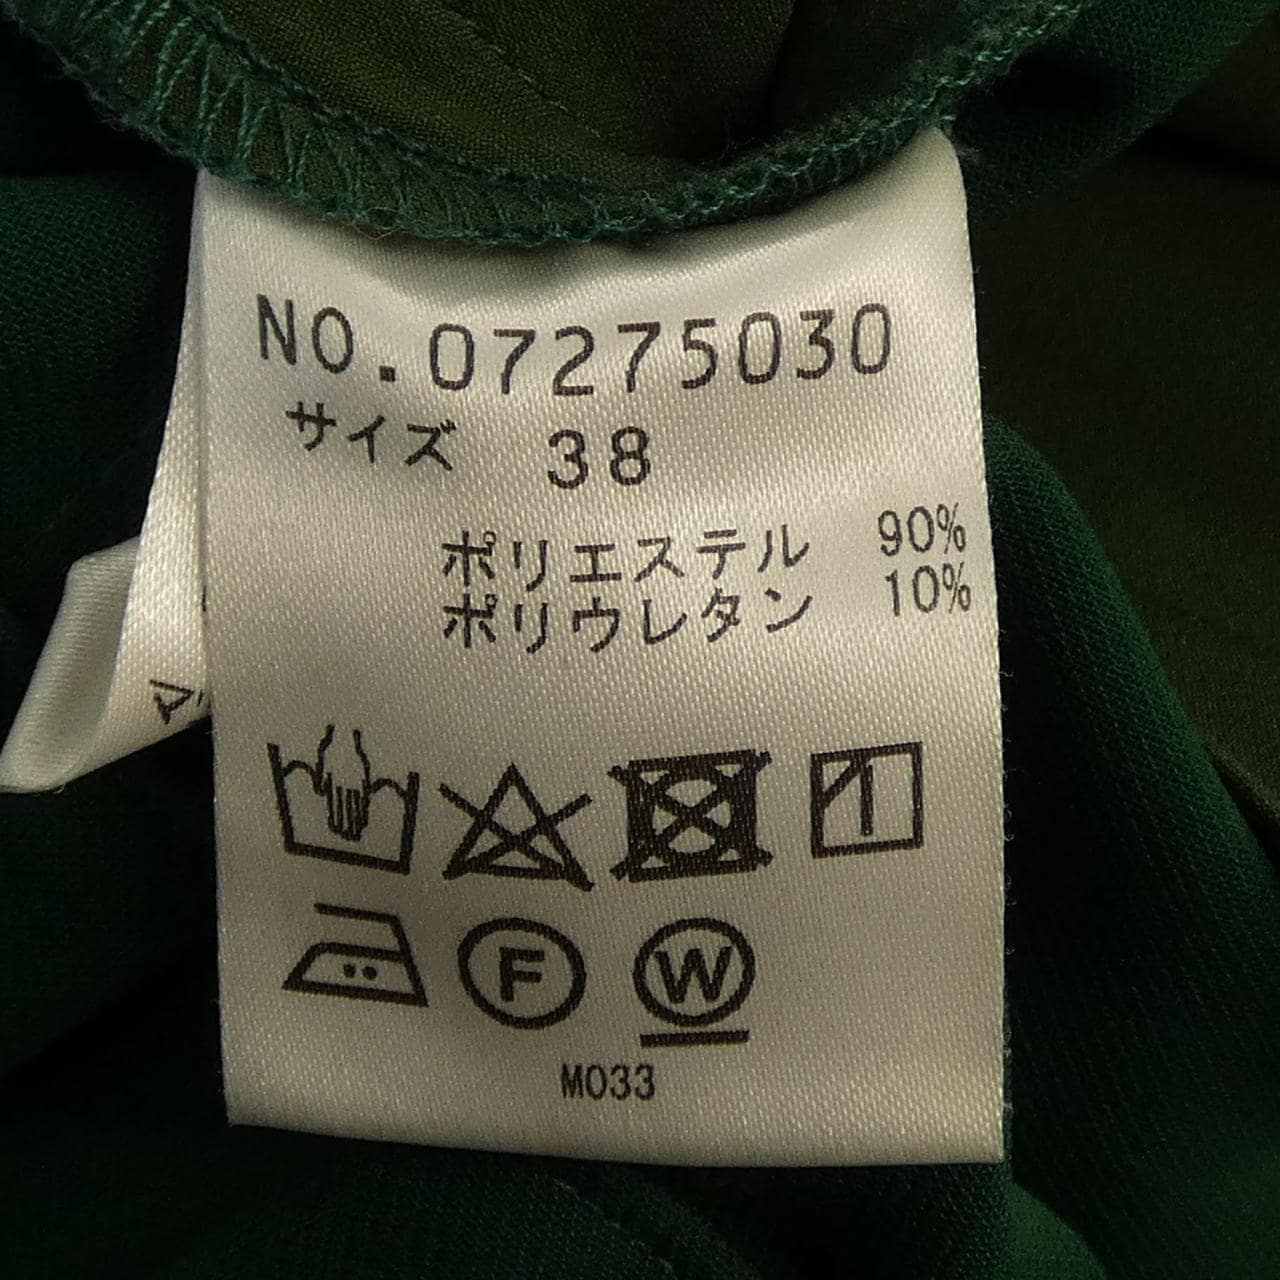 NO.07275030
サイズ 38
ポリエステル 90%
ポリウレタン 10%
F W
M033